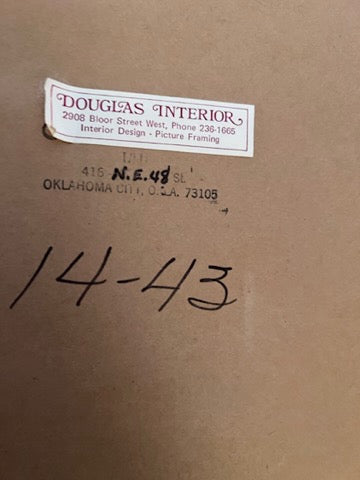 DOUGLAS INTERIOR
2908 Bloor Street West, Phone 236-1665
Interior Design - Picture Framing
416 N.E. 48 St.
OKLAHOMA CITY, OKLA. 73105
14-43